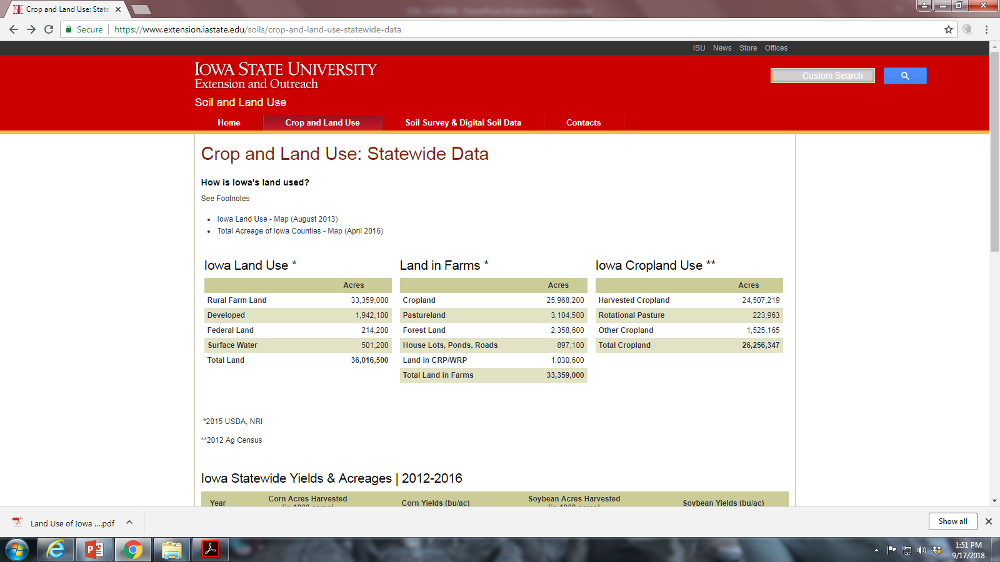 Crop and Land Use: State
Secure
https://www.extension.iastate.edu/soils/crop-and-land-use-statewide-data
ISU News Store Offices
IOWA STATE UNIVERSITY
Extension and Outreach
Custom Search
Soil and Land Use
Home Crop and Land Use Soil Survey & Digital Soil Data Contacts
Crop and Land Use: Statewide Data
How is Iowa's land used?
See Footnotes
• Iowa Land Use - Map (August 2013)
• Total Acreage of Iowa Counties - Map (April 2016)
Iowa Land Use *
Acres
Rural Farm Land 33,359,000
Developed 1,942,100
Federal Land 214,200
Surface Water 501,200
Total Land 36,016,500
Land in Farms *
Acres
Cropland 25,968,200
Pastureland 3,104,500
Forest Land 2,358,600
House Lots, Ponds, Roads 897,100
Land in CRP/WRP 1,030,600
Total Land in Farms 33,359,000
Iowa Cropland Use **
Acres
Harvested Cropland 24,507,219
Rotational Pasture 223,963
Other Cropland 1,525,165
Total Cropland 26,256,347
*2015 USDA, NRI
**2012 Ag Census
Iowa Statewide Yields & Acreages | 2012-2016
Year Corn Acres Harvested Corn Yields (bu/ac) Soybean Acres Harvested Soybean Yields (bu/ac)
Land Use of Iowa ....pdf
Show all
1:51 PM
9/17/2018